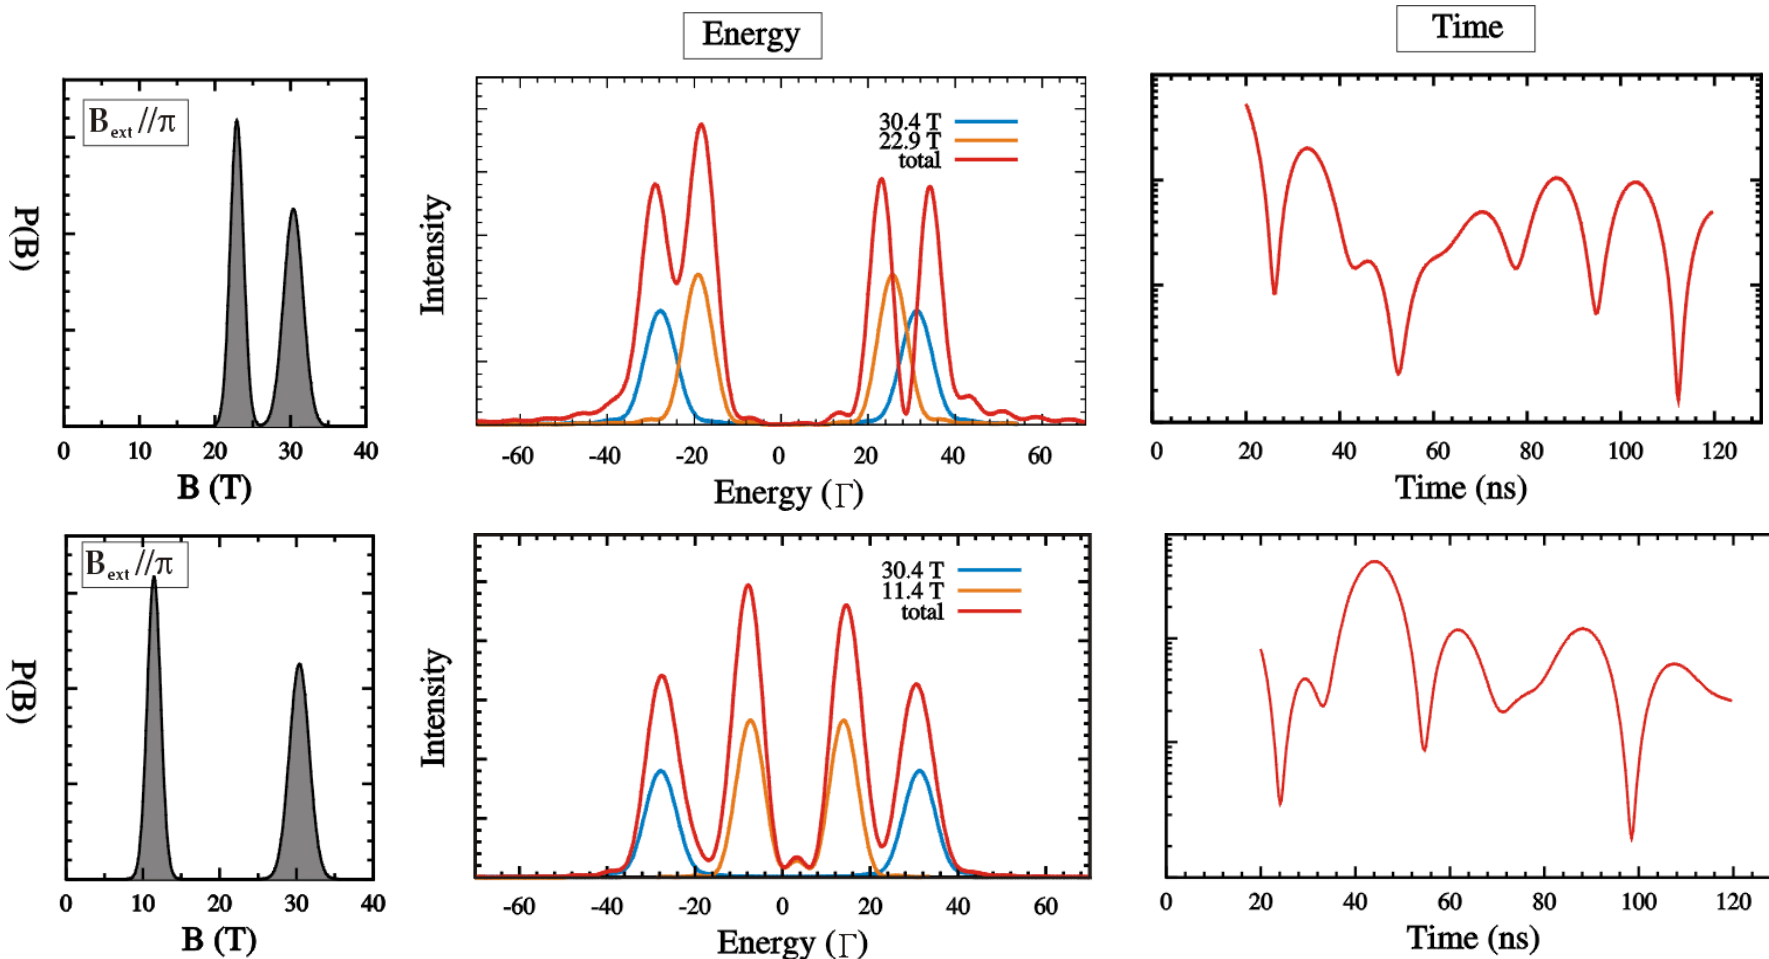 Energy
Time
B_ext //π
P(B)
0 10 20 30 40
B (T)
Intensity
30.4 T
22.9 T
total
-60 -40 -20 0 20 40 60
Energy (Γ)
0 20 40 60 80 100 120
Time (ns)
B_ext //π
P(B)
0 10 20 30 40
B (T)
Intensity
30.4 T
11.4 T
total
-60 -40 -20 0 20 40 60
Energy (Γ)
0 20 40 60 80 100 120
Time (ns)